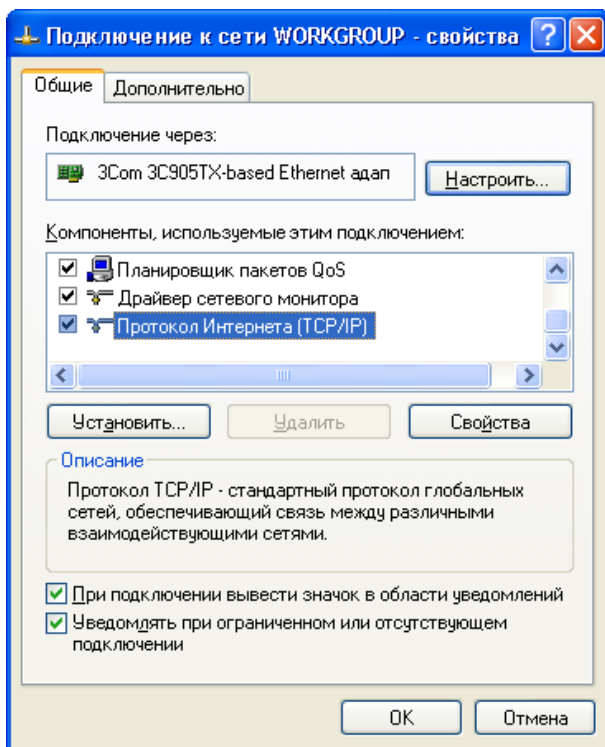 Подключение к сети WORKGROUP - свойства
Общие
Дополнительно
Подключение через:
3Com 3C905TX-based Ethernet адап
Настроить...
Компоненты, используемые этим подключением:
Планировщик пакетов QoS
Драйвер сетевого монитора
Протокол Интернета (TCP/IP)
Установить...
Удалить
Свойства
Описание
Протокол TCP/IP - стандартный протокол глобальных
сетей, обеспечивающий связь между различными
взаимодействующими сетями.
При подключении вывести значок в области уведомлений
Уведомлять при ограниченном или отсутствующем
подключении
OK
Отмена